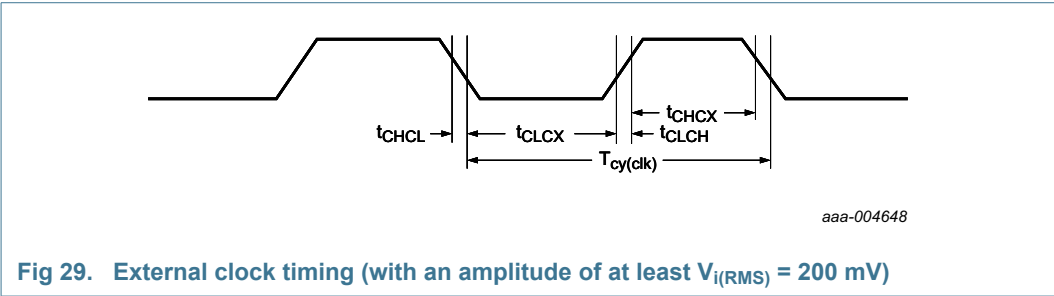 tCHCX
tCHCL
tCLCX
tCLCH
Tcy(clk)
aaa-004648
Fig 29. External clock timing (with an amplitude of at least Vi(RMS) = 200 mV)